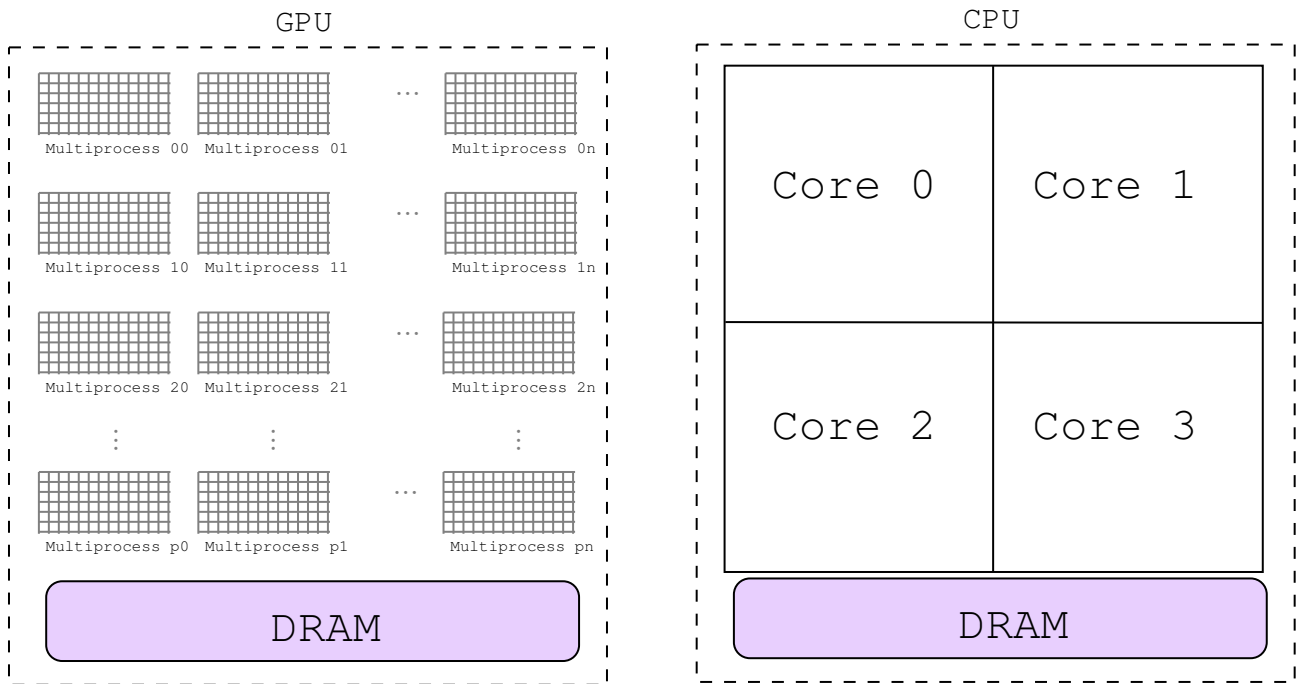 GPU
Multiprocess 00 Multiprocess 01 ... Multiprocess 0n
Multiprocess 10 Multiprocess 11 ... Multiprocess 1n
Multiprocess 20 Multiprocess 21 ... Multiprocess 2n
Multiprocess p0 Multiprocess p1 ... Multiprocess pn
DRAM
CPU
Core 0 Core 1
Core 2 Core 3
DRAM